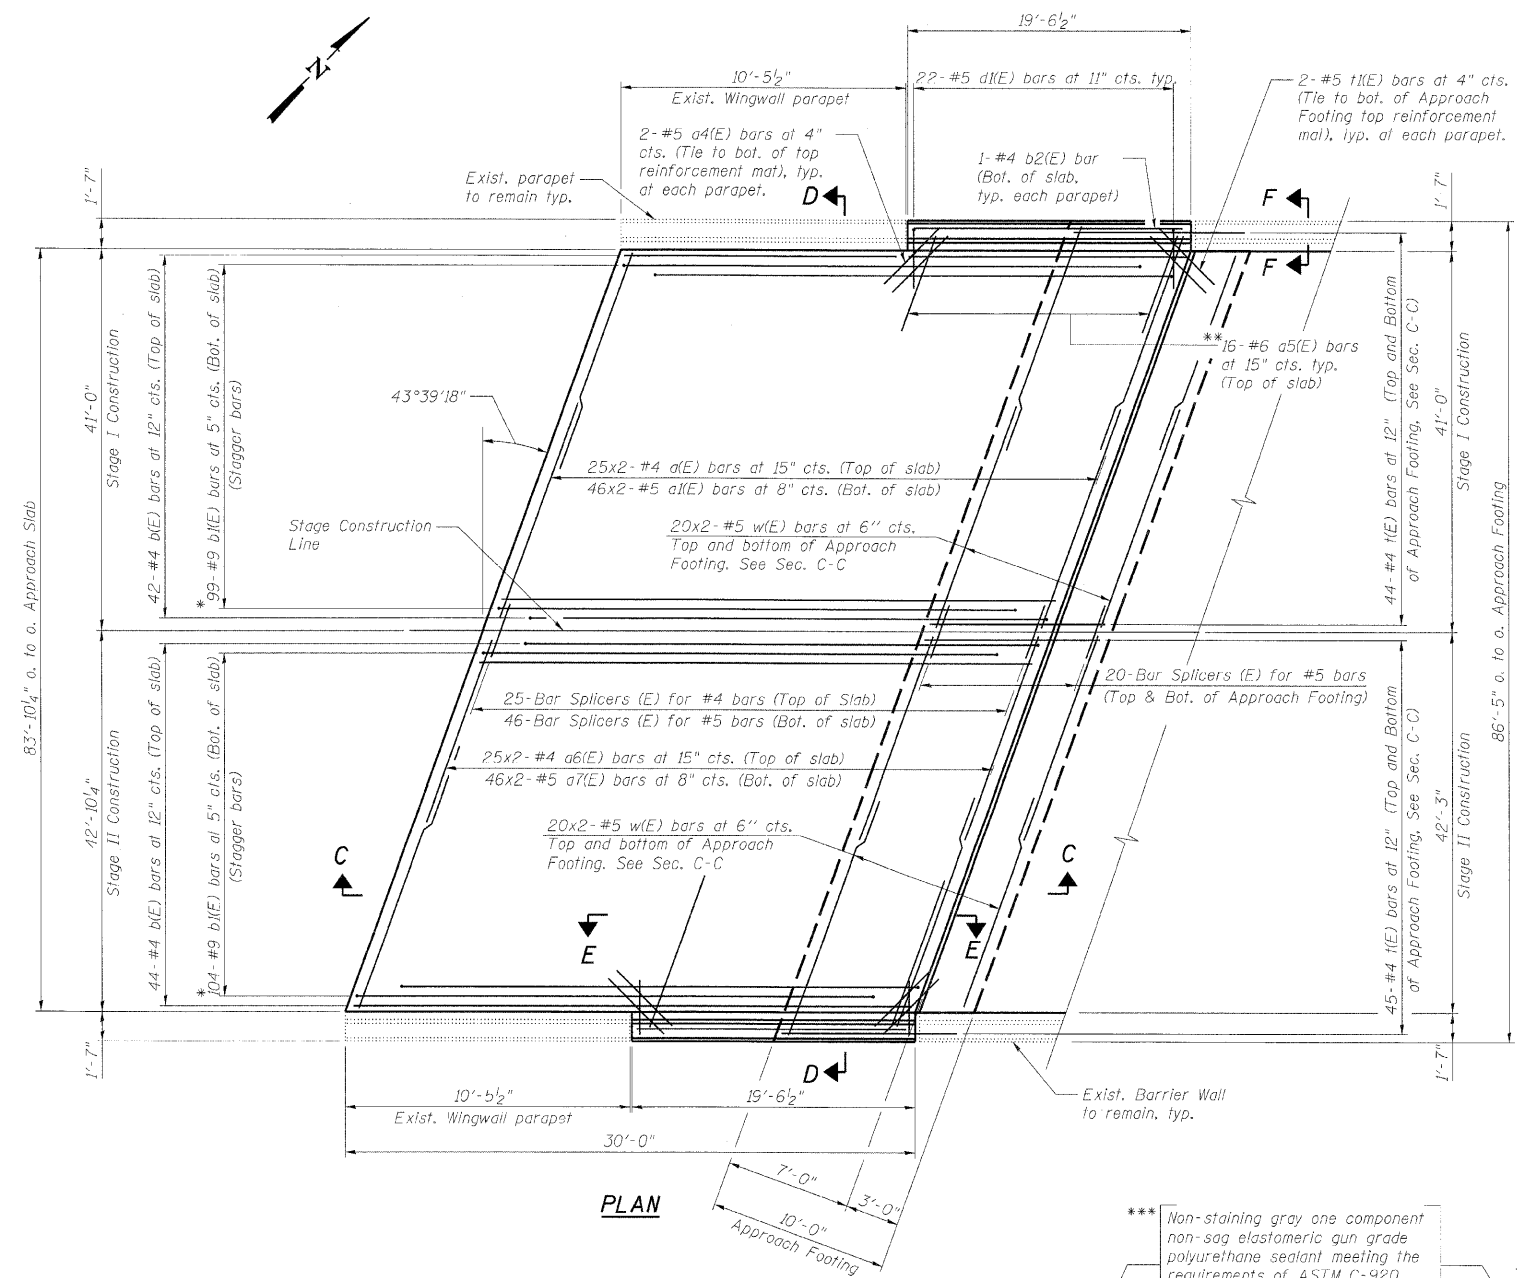 19'-6½"
N
10'-5½"
Exist. Wingwall parapet
22-#5 d1(E) bars at 11" cts. typ.
2-#5 t1(E) bars at 4" cts.
(Tie to bot. of Approach
Footing top reinforcement
mat), typ. at each parapet.
2-#5 a4(E) bars at 4"
cts. (Tie to bot. of top
reinforcement mat), typ.
at each parapet.
1-#4 b2(E) bar
(Bot. of slab,
typ. each parapet)
Exist. parapet
to remain typ.
1'-7"
D
F
1'-7"
F
**16-#6 a5(E) bars
at 15" cts. typ.
(Top of slab)
43°39'18"
83'-10¼" o. to o. Approach Slab
41'-0"
Stage I Construction
42-#4 b(E) bars at 12" cts. (Top of slab)
*99-#9 b1(E) bars at 5" cts. (Bot. of slab)
(Stagger bars)
44-#4 t(E) bars at 12" (Top and Bottom
of Approach Footing, See Sec. C-C)
41'-0"
Stage I Construction
86'-5" o. to o. Approach Footing
25x2-#4 a(E) bars at 15" cts. (Top of slab)
46x2-#5 a1(E) bars at 8" cts. (Bot. of slab)
Stage Construction
Line
20x2-#5 w(E) bars at 6" cts.
Top and bottom of Approach
Footing. See Sec. C-C
20-Bar Splicers (E) for #5 bars
(Top & Bot. of Approach Footing)
25-Bar Splicers (E) for #4 bars (Top of Slab)
46-Bar Splicers (E) for #5 bars (Bot. of slab)
25x2-#4 a6(E) bars at 15" cts. (Top of slab)
46x2-#5 a7(E) bars at 8" cts. (Bot. of slab)
42'-10¼"
Stage II Construction
44-#4 b(E) bars at 12" cts. (Top of slab)
*104-#9 b1(E) bars at 5" cts. (Bot. of slab)
(Stagger bars)
45-#4 t(E) bars at 12" (Top and Bottom
of Approach Footing, See Sec. C-C)
42'-3"
Stage II Construction
20x2-#5 w(E) bars at 6" cts.
Top and bottom of Approach
Footing. See Sec. C-C
C
C
E
E
1'-7"
1'-7"
D
10'-5½"
Exist. Wingwall parapet
19'-6½"
30'-0"
Exist. Barrier Wall
to remain, typ.
7'-0"
3'-0"
10'-0"
Approach Footing
PLAN
*** Non-staining gray one component
non-sag elastomeric gun grade
polyurethane sealant meeting the
requirements of ASTM C-920